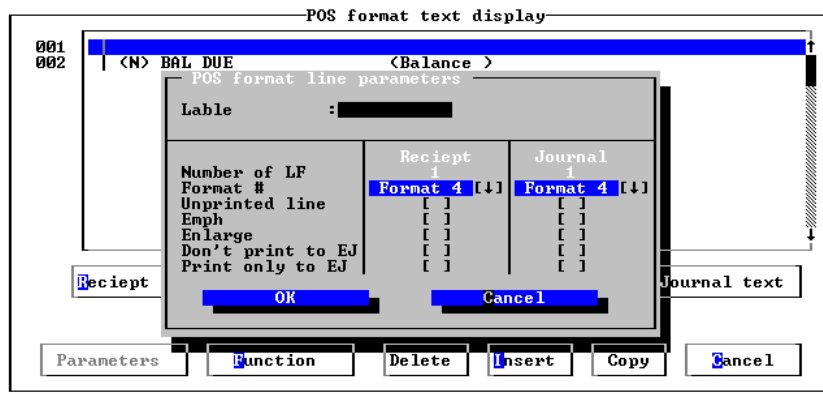 POS format text display
001
002 (N) BAL DUE (Balance )
POS format line parameters
Lable :
Reciept Journal
Number of LF 1 1
Format # Format 4 [↓] Format 4 [↓]
Unprinted line [ ] [ ]
Emph [ ] [ ]
Enlarge [ ] [ ]
Don't print to EJ [ ] [ ]
Print only to EJ [ ] [ ]
OK Cancel
Reciept Journal text
Parameters Function Delete Insert Copy Cancel